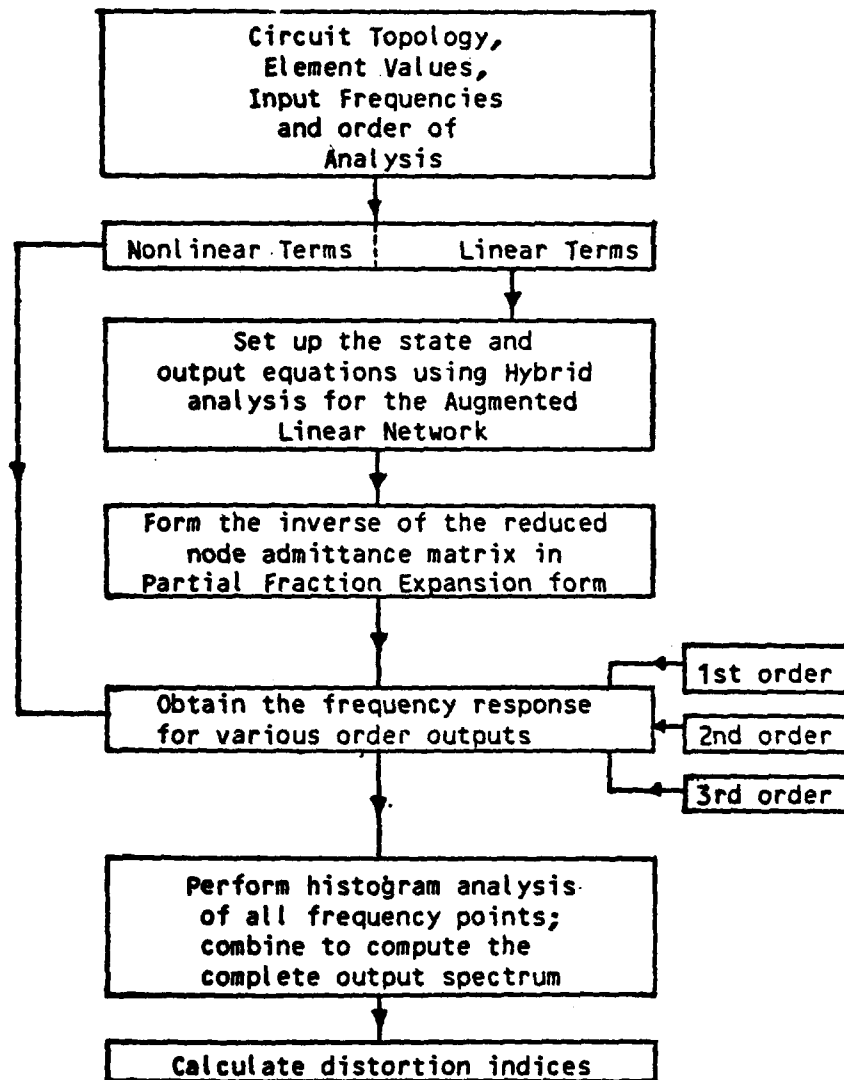 Circuit Topology,
Element Values,
Input Frequencies
and order of
Analysis
Nonlinear Terms
Linear Terms
Set up the state and
output equations using Hybrid
analysis for the Augmented
Linear Network
Form the inverse of the reduced
node admittance matrix in
Partial Fraction Expansion form
Obtain the frequency response
for various order outputs
1st order
2nd order
3rd order
Perform histogram analysis
of all frequency points;
combine to compute the
complete output spectrum
Calculate distortion indices